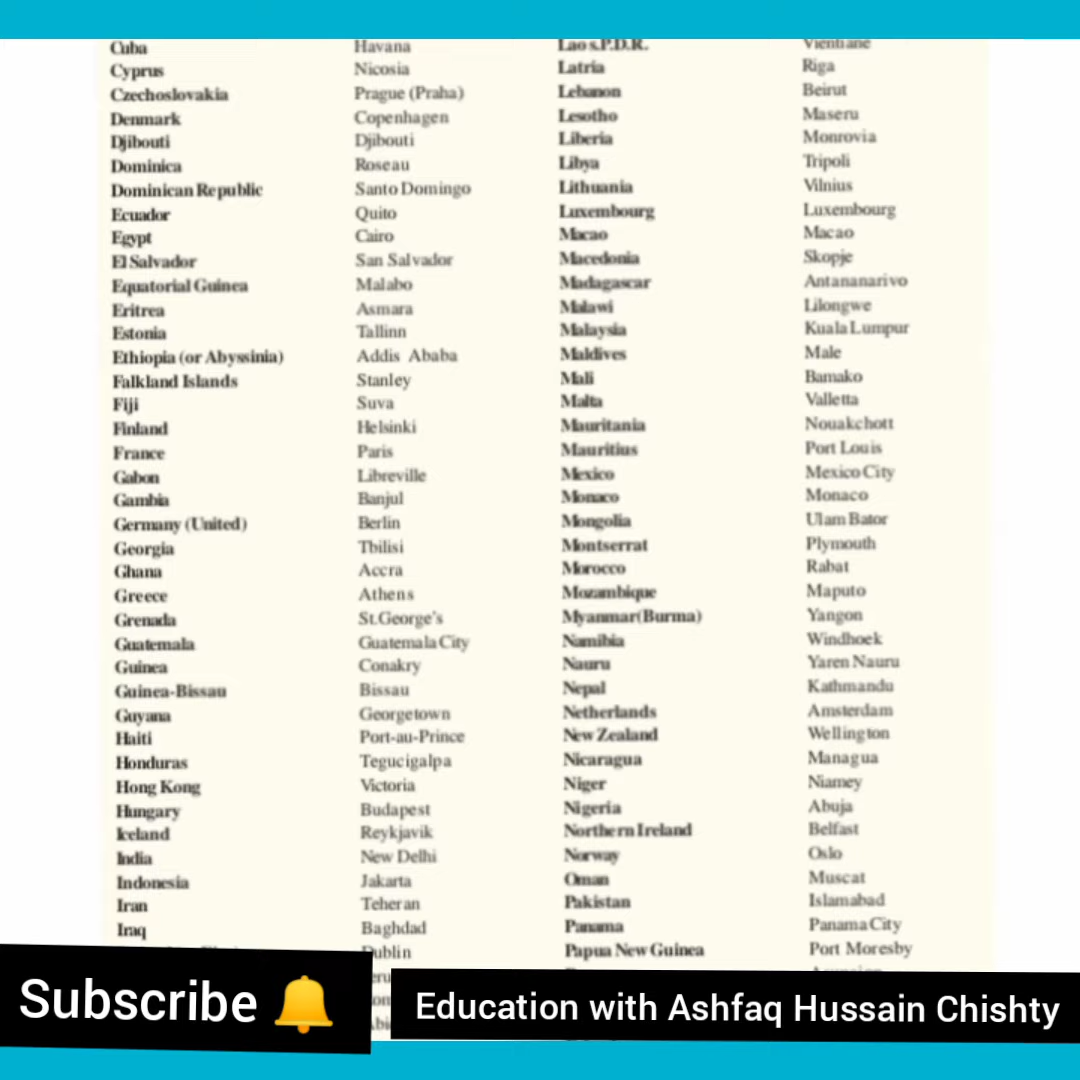 Cuba Havana Lao s.P.D.R. Vientiane
Cyprus Nicosia Latria Riga
Czechoslovakia Prague (Praha) Lebanon Beirut
Denmark Copenhagen Lesotho Maseru
Djibouti Djibouti Liberia Monrovia
Dominica Roseau Libya Tripoli
Dominican Republic Santo Domingo Lithuania Vilnius
Ecuador Quito Luxembourg Luxembourg
Egypt Cairo Macao Macao
El Salvador San Salvador Macedonia Skopje
Equatorial Guinea Malabo Madagascar Antananarivo
Eritrea Asmara Malawi Lilongwe
Estonia Tallinn Malaysia Kuala Lumpur
Ethiopia (or Abyssinia) Addis Ababa Maldives Male
Falkland Islands Stanley Mali Bamako
Fiji Suva Malta Valletta
Finland Helsinki Mauritania Nouakchott
France Paris Mauritius Port Louis
Gabon Libreville Mexico Mexico City
Gambia Banjul Monaco Monaco
Germany (United) Berlin Mongolia Ulam Bator
Georgia Tbilisi Montserrat Plymouth
Ghana Accra Morocco Rabat
Greece Athens Mozambique Maputo
Grenada St.George's Myanmar(Burma) Yangon
Guatemala Guatemala City Namibia Windhoek
Guinea Conakry Nauru Yaren Nauru
Guinea-Bissau Bissau Nepal Kathmandu
Guyana Georgetown Netherlands Amsterdam
Haiti Port-au-Prince New Zealand Wellington
Honduras Tegucigalpa Nicaragua Managua
Hong Kong Victoria Niger Niamey
Hungary Budapest Nigeria Abuja
Iceland Reykjavik Northern Ireland Belfast
India New Delhi Norway Oslo
Indonesia Jakarta Oman Muscat
Iran Teheran Pakistan Islamabad
Iraq Baghdad Panama Panama City
Dublin Papua New Guinea Port Moresby
Subscribe
Education with Ashfaq Hussain Chishty